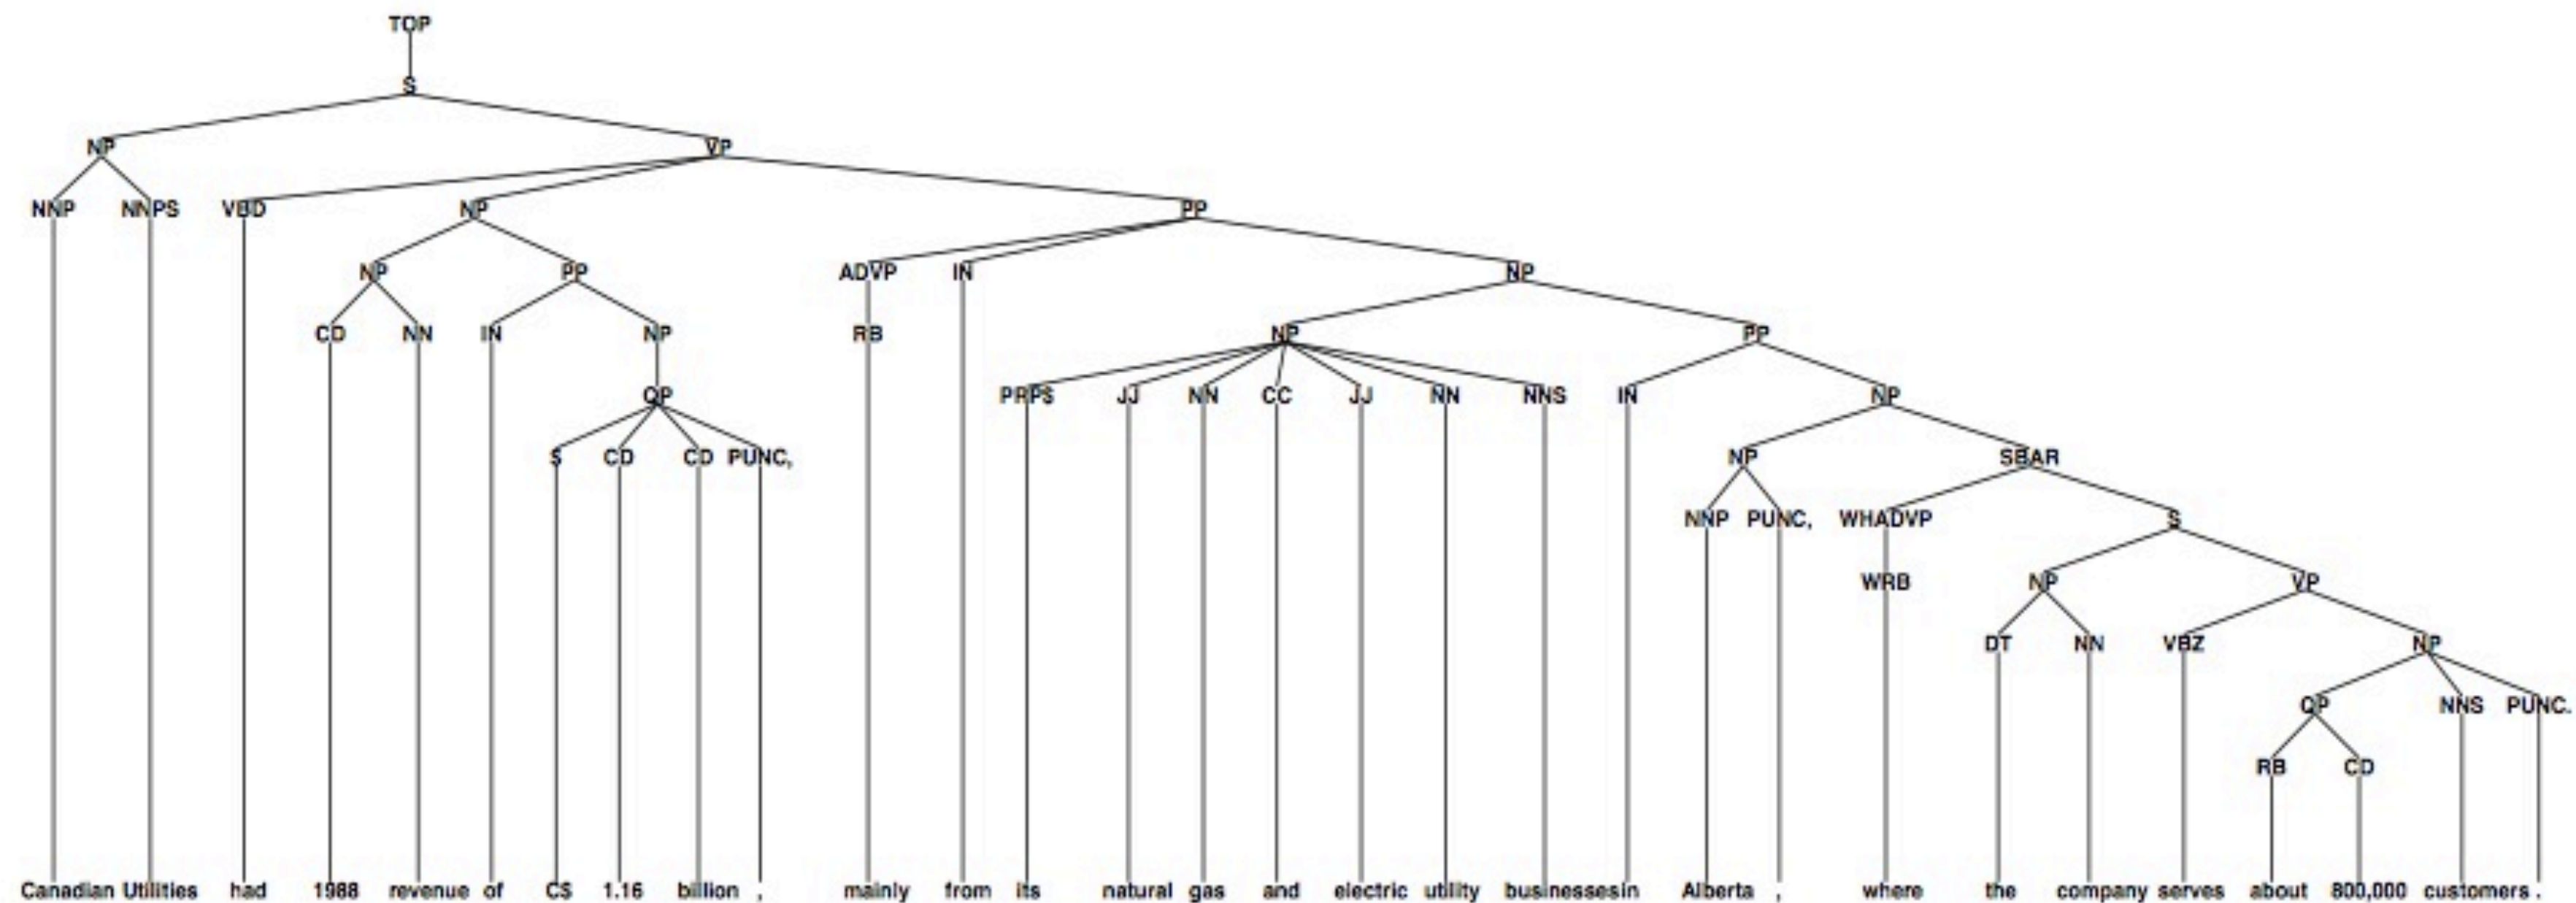 TOP
S
NP VP
NNP NNPS VBD NP PP
NP PP ADVP IN NP
CD NN IN NP RB NP PP
QP PRPS JJ NN CC JJ NN NNS IN NP
$ CD CD PUNC, NP SBAR
NNP PUNC, WHADVP S
WRB NP VP
DT NN VBZ NP
QP NNS PUNC.
RB CD
Canadian Utilities had 1988 revenue of C$ 1.16 billion , mainly from its natural gas and electric utility businessesin Alberta , where the company serves about 800,000 customers .